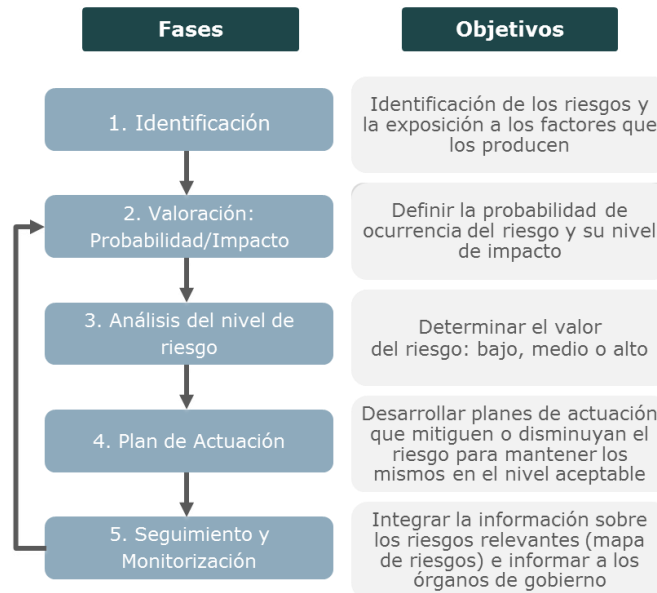 Fases
Objetivos
1. Identificación
Identificación de los riesgos y
la exposición a los factores que
los producen
2. Valoración:
Probabilidad/Impacto
Definir la probabilidad de
ocurrencia del riesgo y su nivel
de impacto
3. Análisis del nivel de
riesgo
Determinar el valor
del riesgo: bajo, medio o alto
4. Plan de Actuación
Desarrollar planes de actuación
que mitiguen o disminuyan el
riesgo para mantener los
mismos en el nivel aceptable
5. Seguimiento y
Monitorización
Integrar la información sobre
los riesgos relevantes (mapa
de riesgos) e informar a los
órganos de gobierno